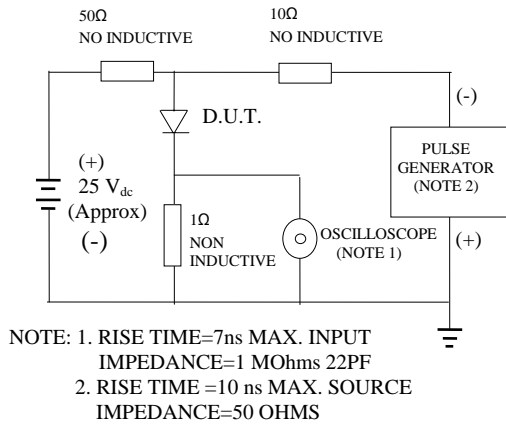 50Ω
NO INDUCTIVE
10Ω
NO INDUCTIVE
(-)
D.U.T.
PULSE
GENERATOR
(NOTE 2)
(+)
25 Vdc
(Approx)
(-)
1Ω
NON
INDUCTIVE
OSCILLOSCOPE
(NOTE 1)
(+)
NOTE: 1. RISE TIME=7ns MAX. INPUT
IMPEDANCE=1 MOhms 22PF
2. RISE TIME =10 ns MAX. SOURCE
IMPEDANCE=50 OHMS